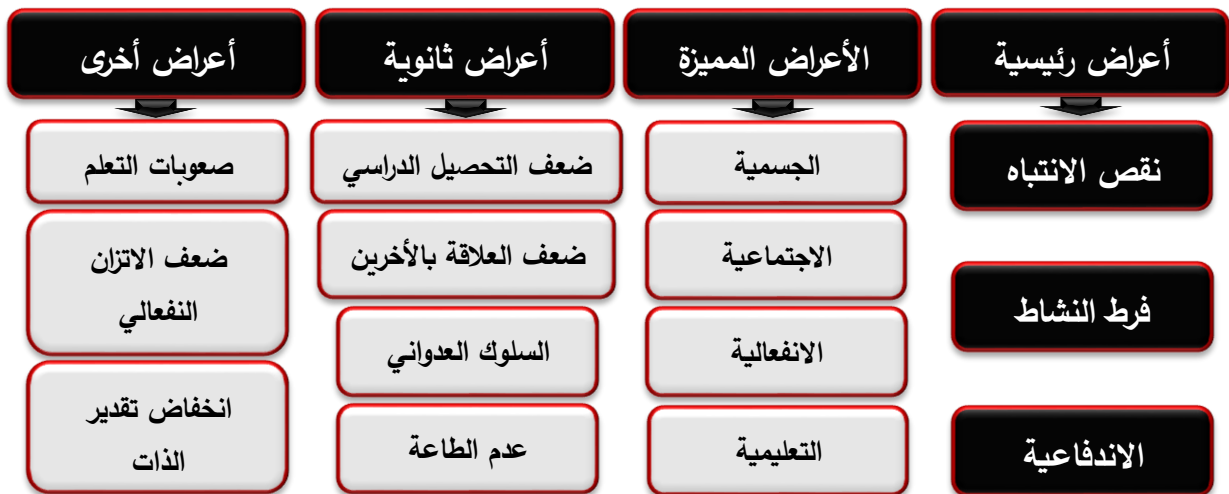 أعراض رئيسية
نقص الانتباه
فرط النشاط
الاندفاعية
الأعراض المميزة
الجسمية
الاجتماعية
الانفعالية
التعليمية
أعراض ثانوية
ضعف التحصيل الدراسي
ضعف العلاقة بالأخرين
السلوك العدواني
عدم الطاعة
أعراض أخرى
صعوبات التعلم
ضعف الاتزان
النفعالي
انخفاض تقدير
الذات